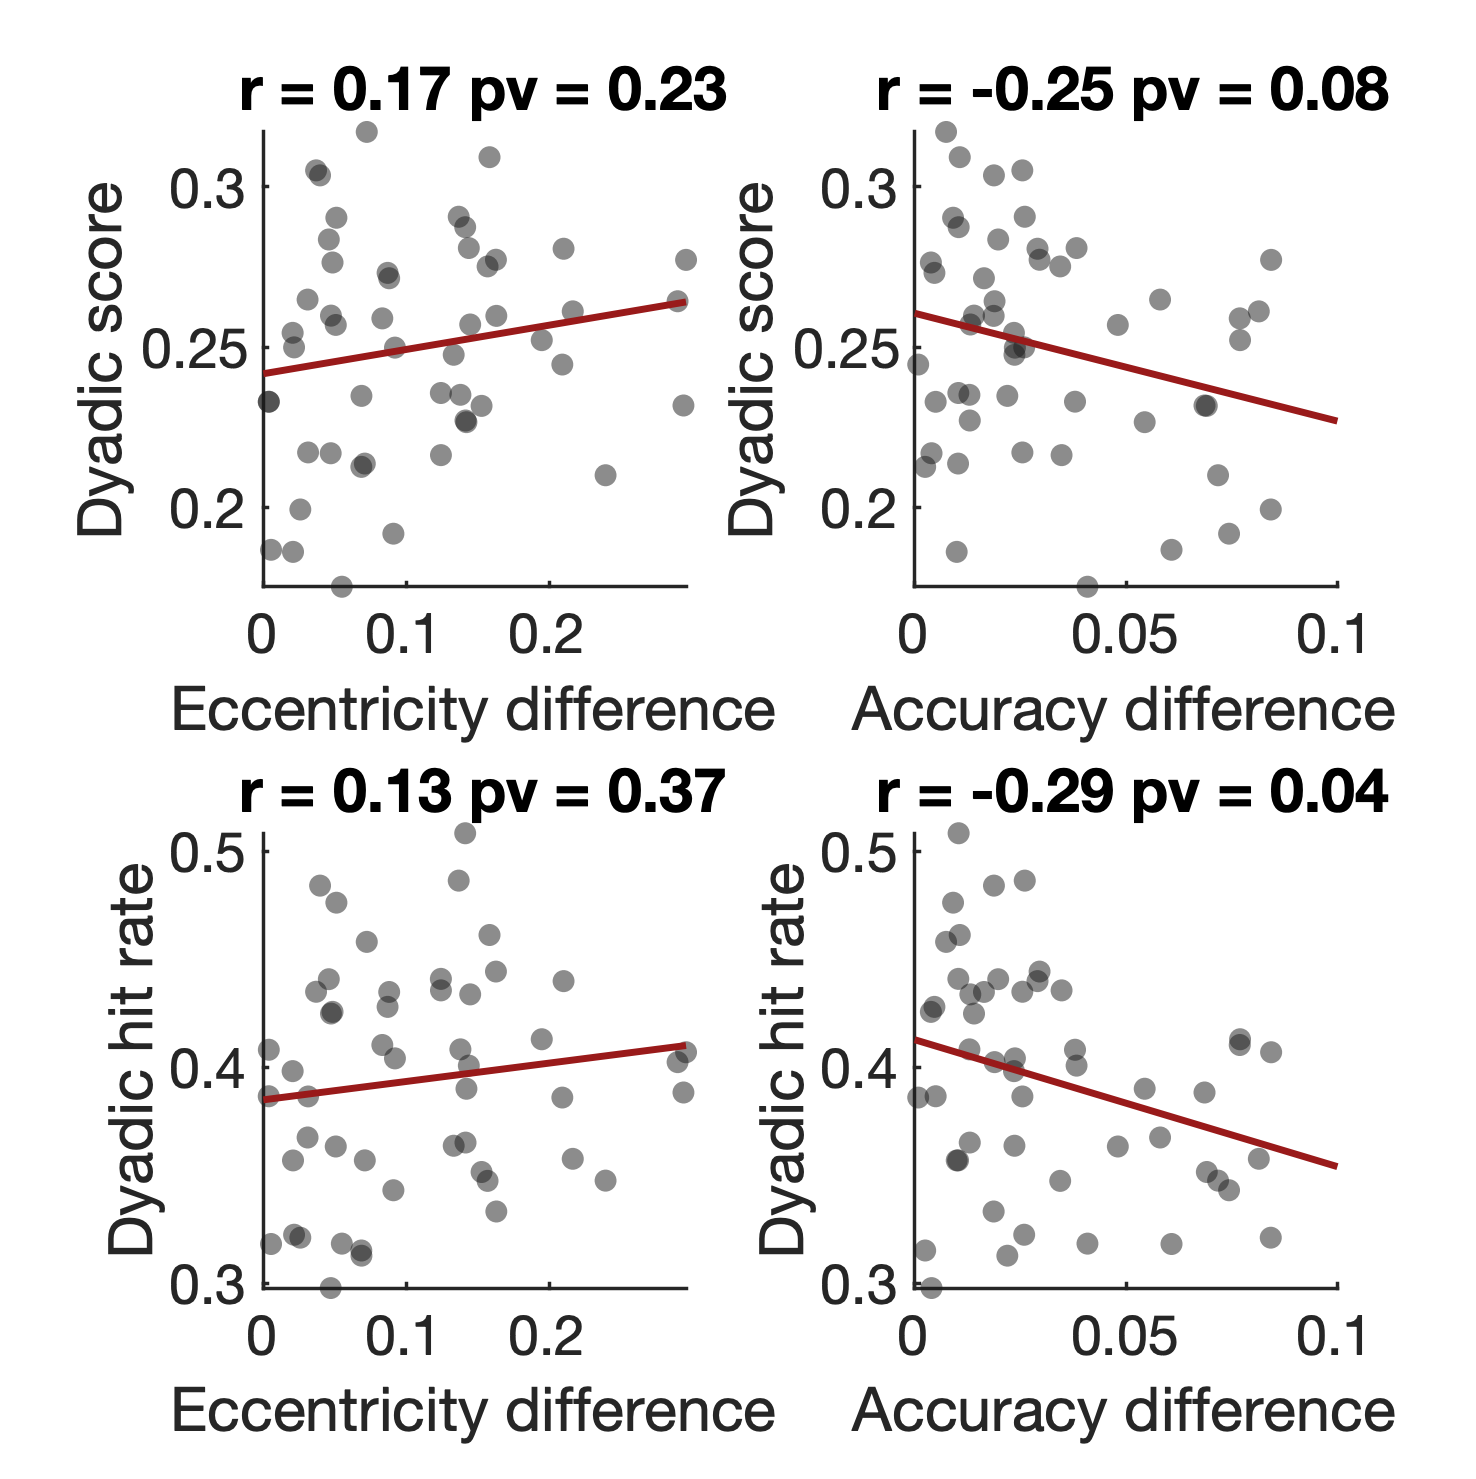 r = 0.17 pv = 0.23
Dyadic score
0.3
0.25
0.2
0 0.1 0.2
Eccentricity difference
r = -0.25 pv = 0.08
Dyadic score
0.3
0.25
0.2
0 0.05 0.1
Accuracy difference
r = 0.13 pv = 0.37
Dyadic hit rate
0.5
0.4
0.3
0 0.1 0.2
Eccentricity difference
r = -0.29 pv = 0.04
Dyadic hit rate
0.5
0.4
0.3
0 0.05 0.1
Accuracy difference